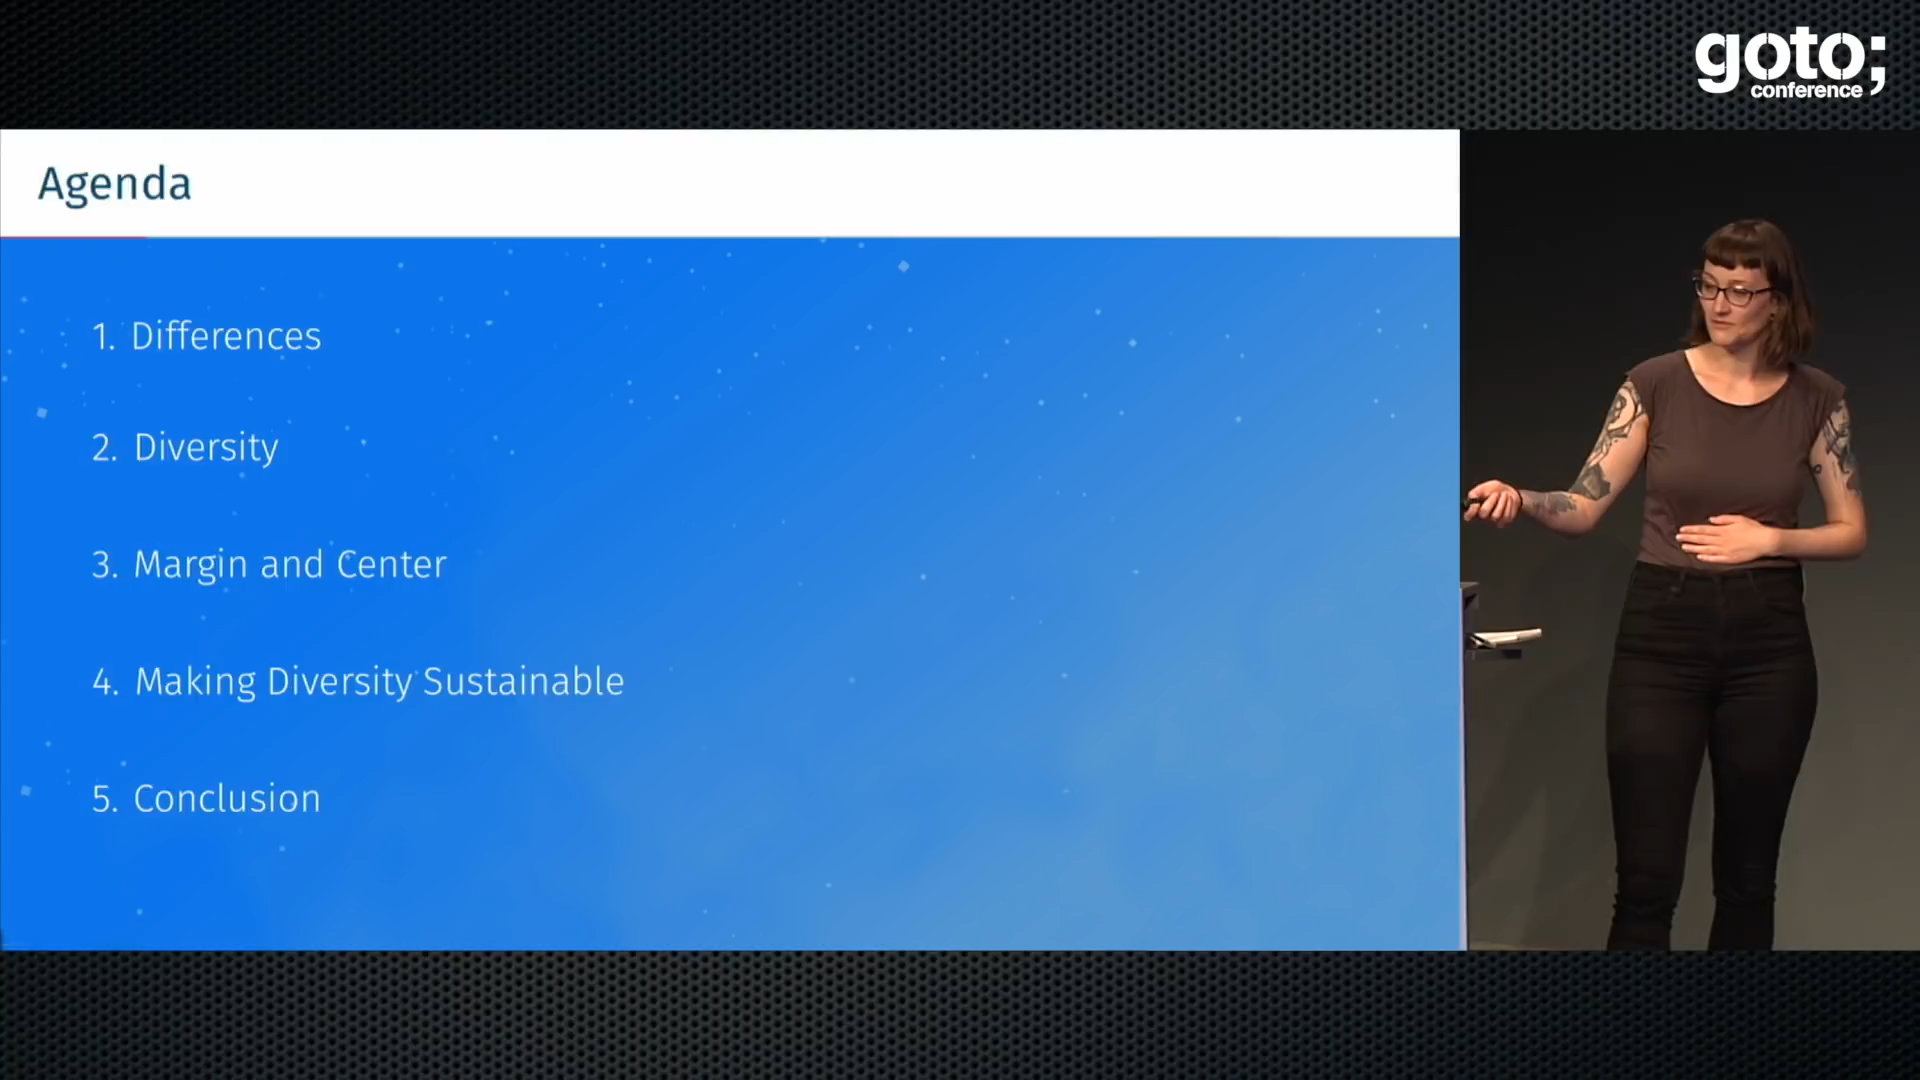 goto;
conference
Agenda
1. Differences
2. Diversity
3. Margin and Center
4. Making Diversity Sustainable
5. Conclusion